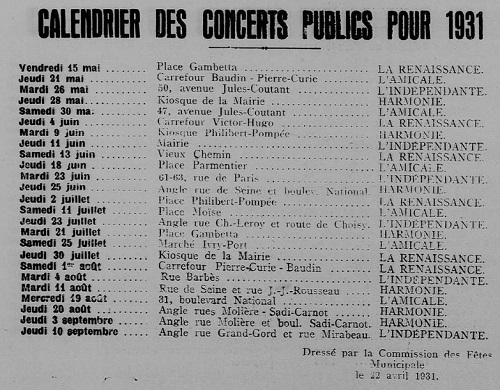 CALENDRIER DES CONCERTS PUBLICS POUR 1931
Vendredi 15 mai ........ Place Gambetta ........ LA RENAISSANCE.
Jeudi 21 mai ........ Carrefour Baudin - Pierre-Curie ........ L'AMICALE.
Mardi 26 mai ........ 50, avenue Jules-Coutant ........ L'INDÉPENDANTE.
Jeudi 28 mai ........ Kiosque de la Mairie ........ HARMONIE.
Samedi 30 ma. ........ 47, avenue Jules-Coutant ........ L'AMICALE.
Jeudi 4 juin ........ Carrefour Victor-Hugo ........ LA RENAISSANCE.
Mardi 9 juin ........ Kiosque Philibert-Pompée ........ HARMONIE.
Jeudi 11 juin ........ Mairie ........ L'INDÉPENDANTE.
Samedi 13 juin ........ Vieux Chemin ........ LA RENAISSANCE.
Jeudi 18 juin ........ Place Parmentier ........ L'AMICALE.
Mardi 23 juin ........ 61-63, rue de Paris ........ L'INDÉPENDANTE.
Jeudi 25 juin ........ Angle rue de Seine et boulev. National HARMONIE.
Jeudi 2 juillet ........ Place Philibert-Pompée ........ LA RENAISSANCE.
Samedi 11 juillet ........ Place Moïse ........ L'AMICALE.
Jeudi 23 juillet ........ Angle rue Ch.-Leroy et route de Choisy. L'INDÉPENDANTE.
Mardi 21 juillet ........ Place Gambetta ........ HARMONIE.
Samedi 25 juillet ........ Marché Ivry-Port ........ L'AMICALE.
Jeudi 30 juillet ........ Kiosque de la Mairie ........ LA RENAISSANCE.
Samedi 1er août ........ Carrefour Pierre-Curie - Baudin ........ LA RENAISSANCE.
Mardi 4 août ........ Rue Barbès ........ L'INDÉPENDANTE.
Mardi 11 août ........ Rue de Seine et rue J.-J.-Rousseau ........ HARMONIE.
Mercredi 19 août ........ 31, boulevard National ........ L'AMICALE.
Jeudi 20 août ........ Angle rues Molière - Sadi-Carnot ........ HARMONIE.
Jeudi 3 septembre ........ Angle rue Molière et boul. Sadi-Carnot. HARMONIE.
Jeudi 10 septembre ........ Angle rue Grand-Gord et rue Mirabeau. L'INDÉPENDANTE.
Dressé par la Commission des Fêtes
Municipale
le 22 avril 1931.